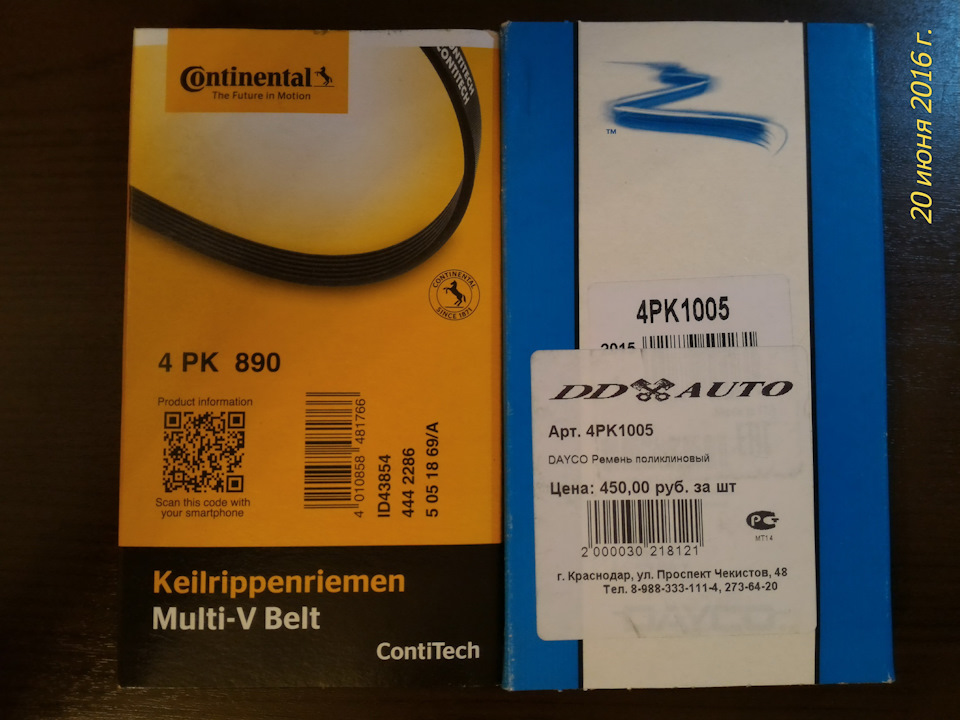 Continental
The Future in Motion
CONTITECH
CONTITECH
CONTINENTAL
SINCE 1871
4 PK 890
Product information
Scan this code with
your smartphone
4 010858 481766
ID43854
444 2286
5 05 18 69/A
Keilrippenriemen
Multi-V Belt
ContiTech
™
4PK1005
2015
DD AUTO
Арт. 4PK1005
DAYCO Ремень поликлиновый
Цена: 450,00 руб. за шт
2 000030 218121
МТ14
г. Краснодар, ул. Проспект Чекистов, 48
Тел. 8-988-333-111-4, 273-64-20
20 июня 2016 г.